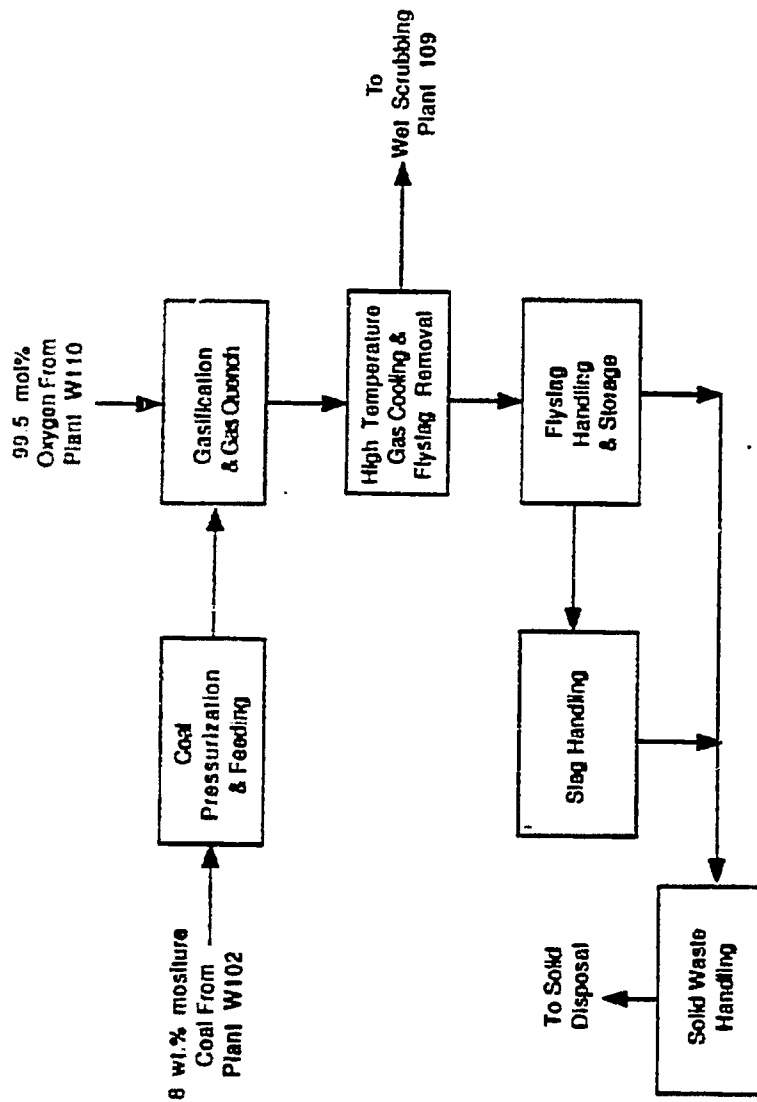 99.5 mol%
Oxygen From
Plant W110
8 wt.% mositure
Coal From
Plant W102
Coal
Pressurization
& Feeding
Gasification
& Gas Quench
High Temperature
Gas Cooling &
Flyslag Removal
To
Wet Scrubbing
Plant 109
Flyslag
Handling
& Storage
Slag Handling
Solid Waste
Handling
To Solid
Disposal